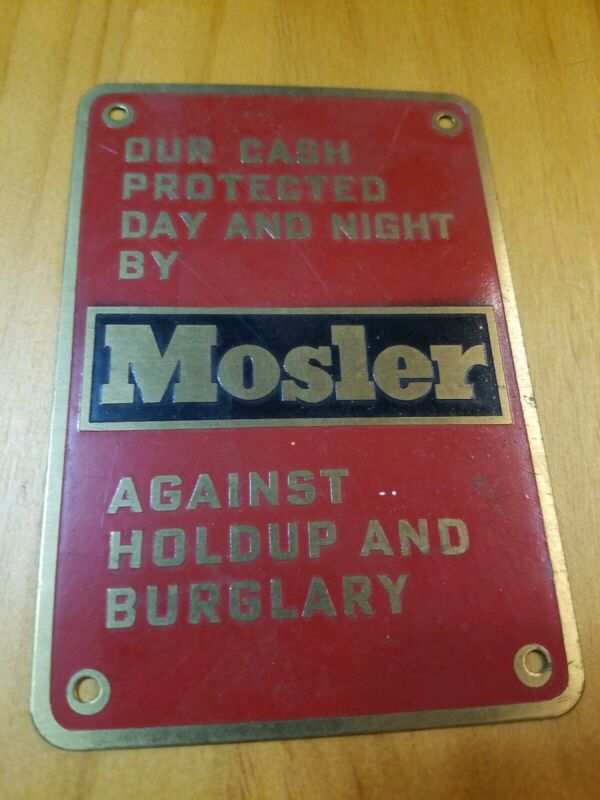 OUR CASH
PROTECTED
DAY AND NIGHT
BY
Mosler
AGAINST
HOLDUP AND
BURGLARY